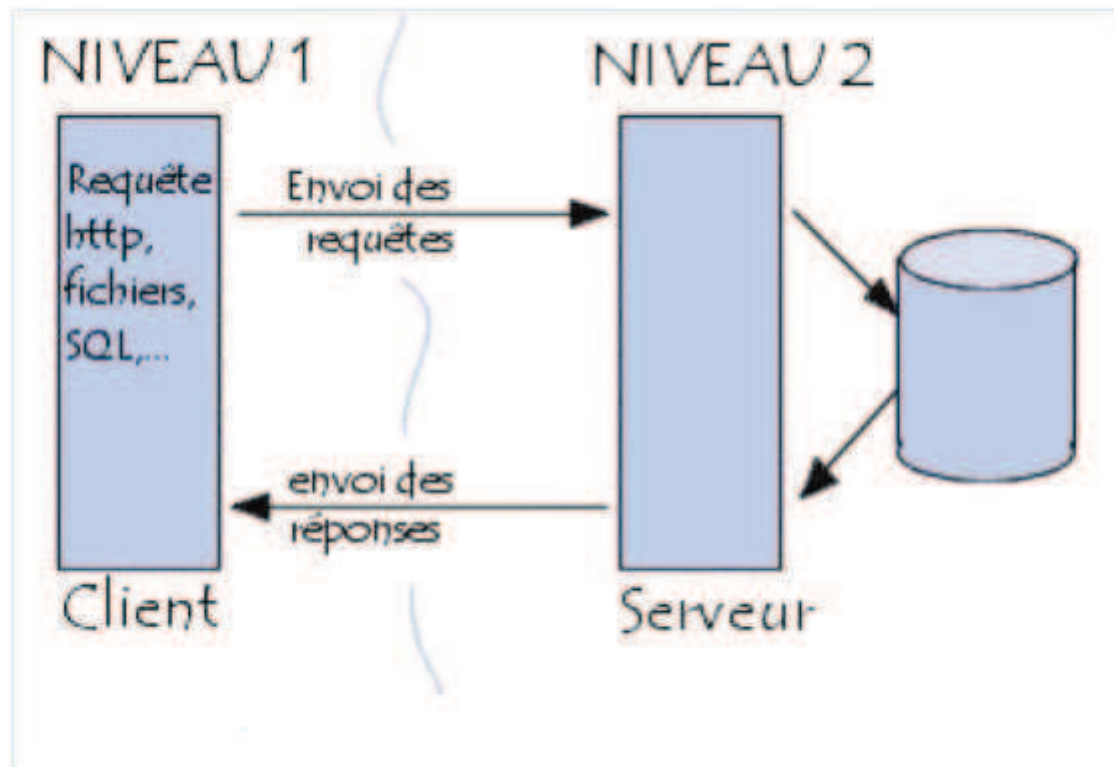 NIVEAU 1
NIVEAU 2
Requête
http,
fichiers,
SQL,...
Envoi des
requêtes
envoi des
réponses
Client
Serveur